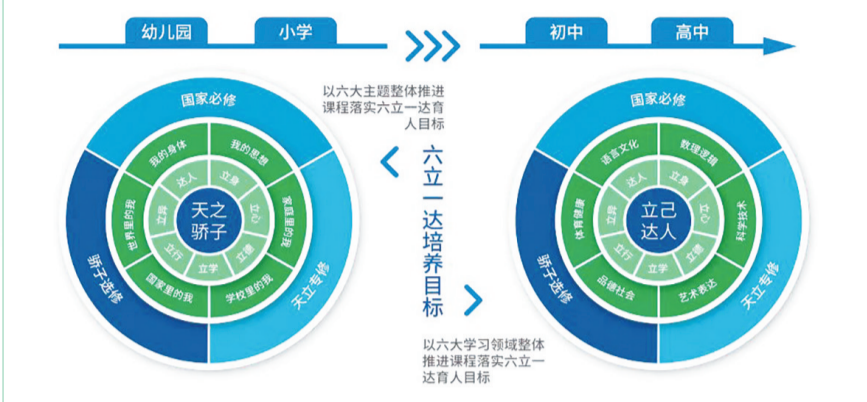 幼儿园
小学
初中
高中
以六大主题整体推进
课程落实六立一达育
人目标
六立一达培养目标
以六大学习领域整体
推进课程落实六立一
达育人目标
国家必修
天立专修
骄子选修
我的身体
我的思想
家庭里的我
学校里的我
国家里的我
世界里的我
达人
立身
立心
立德
立学
立行
立异
天之
骄子
国家必修
天立专修
骄子选修
语言文化
数理逻辑
科学技术
艺术表达
品德社会
体育健康
达人
立身
立心
立德
立学
立行
立异
立己
达人